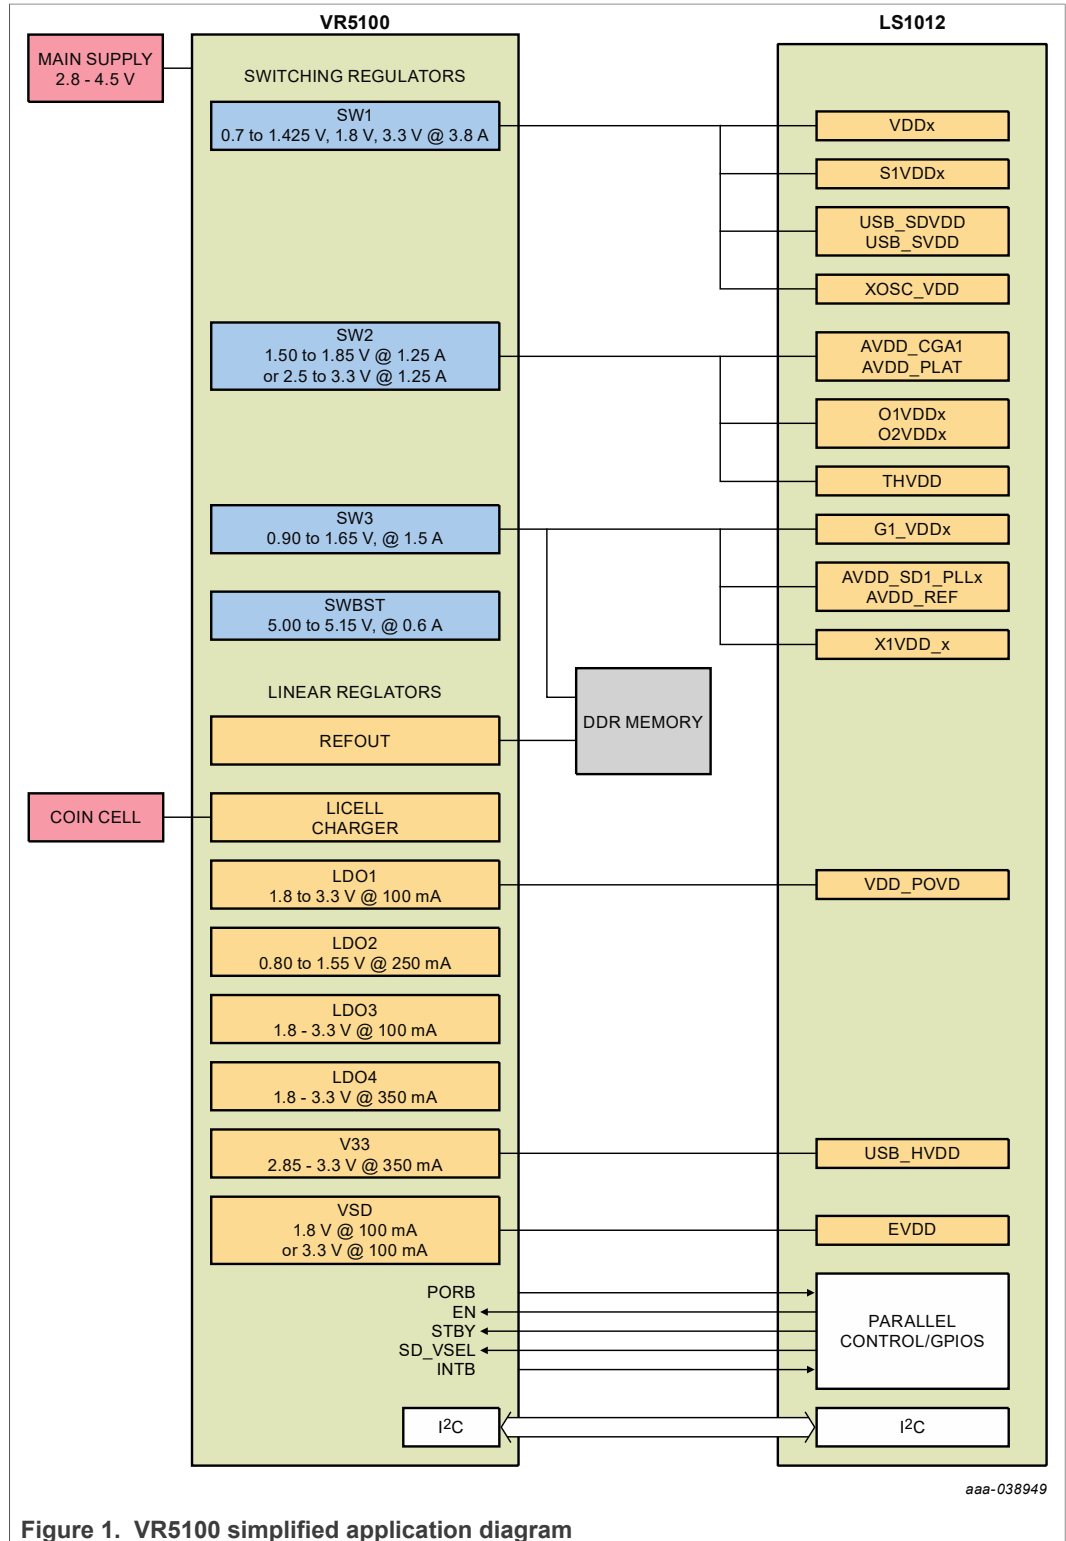 VR5100
LS1012
MAIN SUPPLY
2.8 - 4.5 V
SWITCHING REGULATORS
SW1
0.7 to 1.425 V, 1.8 V, 3.3 V @ 3.8 A
VDDx
S1VDDx
USB_SDVDD
USB_SVDD
XOSC_VDD
SW2
1.50 to 1.85 V @ 1.25 A
or 2.5 to 3.3 V @ 1.25 A
AVDD_CGA1
AVDD_PLAT
O1VDDx
O2VDDx
THVDD
SW3
0.90 to 1.65 V, @ 1.5 A
G1_VDDx
AVDD_SD1_PLLx
AVDD_REF
SWBST
5.00 to 5.15 V, @ 0.6 A
X1VDD_x
LINEAR REGLATORS
REFOUT
DDR MEMORY
COIN CELL
LICELL
CHARGER
LDO1
1.8 to 3.3 V @ 100 mA
VDD_POVD
LDO2
0.80 to 1.55 V @ 250 mA
LDO3
1.8 - 3.3 V @ 100 mA
LDO4
1.8 - 3.3 V @ 350 mA
V33
2.85 - 3.3 V @ 350 mA
USB_HVDD
VSD
1.8 V @ 100 mA
or 3.3 V @ 100 mA
EVDD
PORB
EN
STBY
SD_VSEL
INTB
PARALLEL
CONTROL/GPIOS
I2C
I2C
aaa-038949
Figure 1. VR5100 simplified application diagram